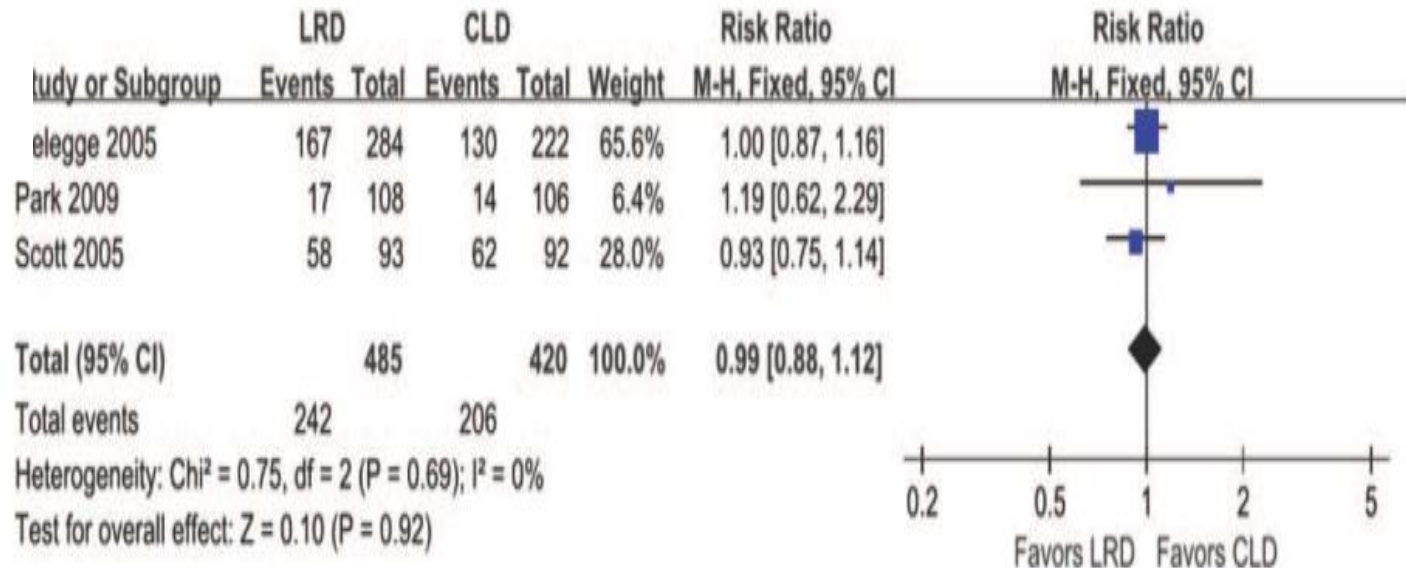 LRD CLD Risk Ratio Risk Ratio
tudy or Subgroup Events Total Events Total Weight M-H, Fixed, 95% CI M-H, Fixed, 95% CI
elegge 2005 167 284 130 222 65.6% 1.00 [0.87, 1.16]
Park 2009 17 108 14 106 6.4% 1.19 [0.62, 2.29]
Scott 2005 58 93 62 92 28.0% 0.93 [0.75, 1.14]
Total (95% CI) 485 420 100.0% 0.99 [0.88, 1.12]
Total events 242 206
Heterogeneity: Chi² = 0.75, df = 2 (P = 0.69); I² = 0%
Test for overall effect: Z = 0.10 (P = 0.92)
0.2 0.5 1 2 5
Favors LRD Favors CLD